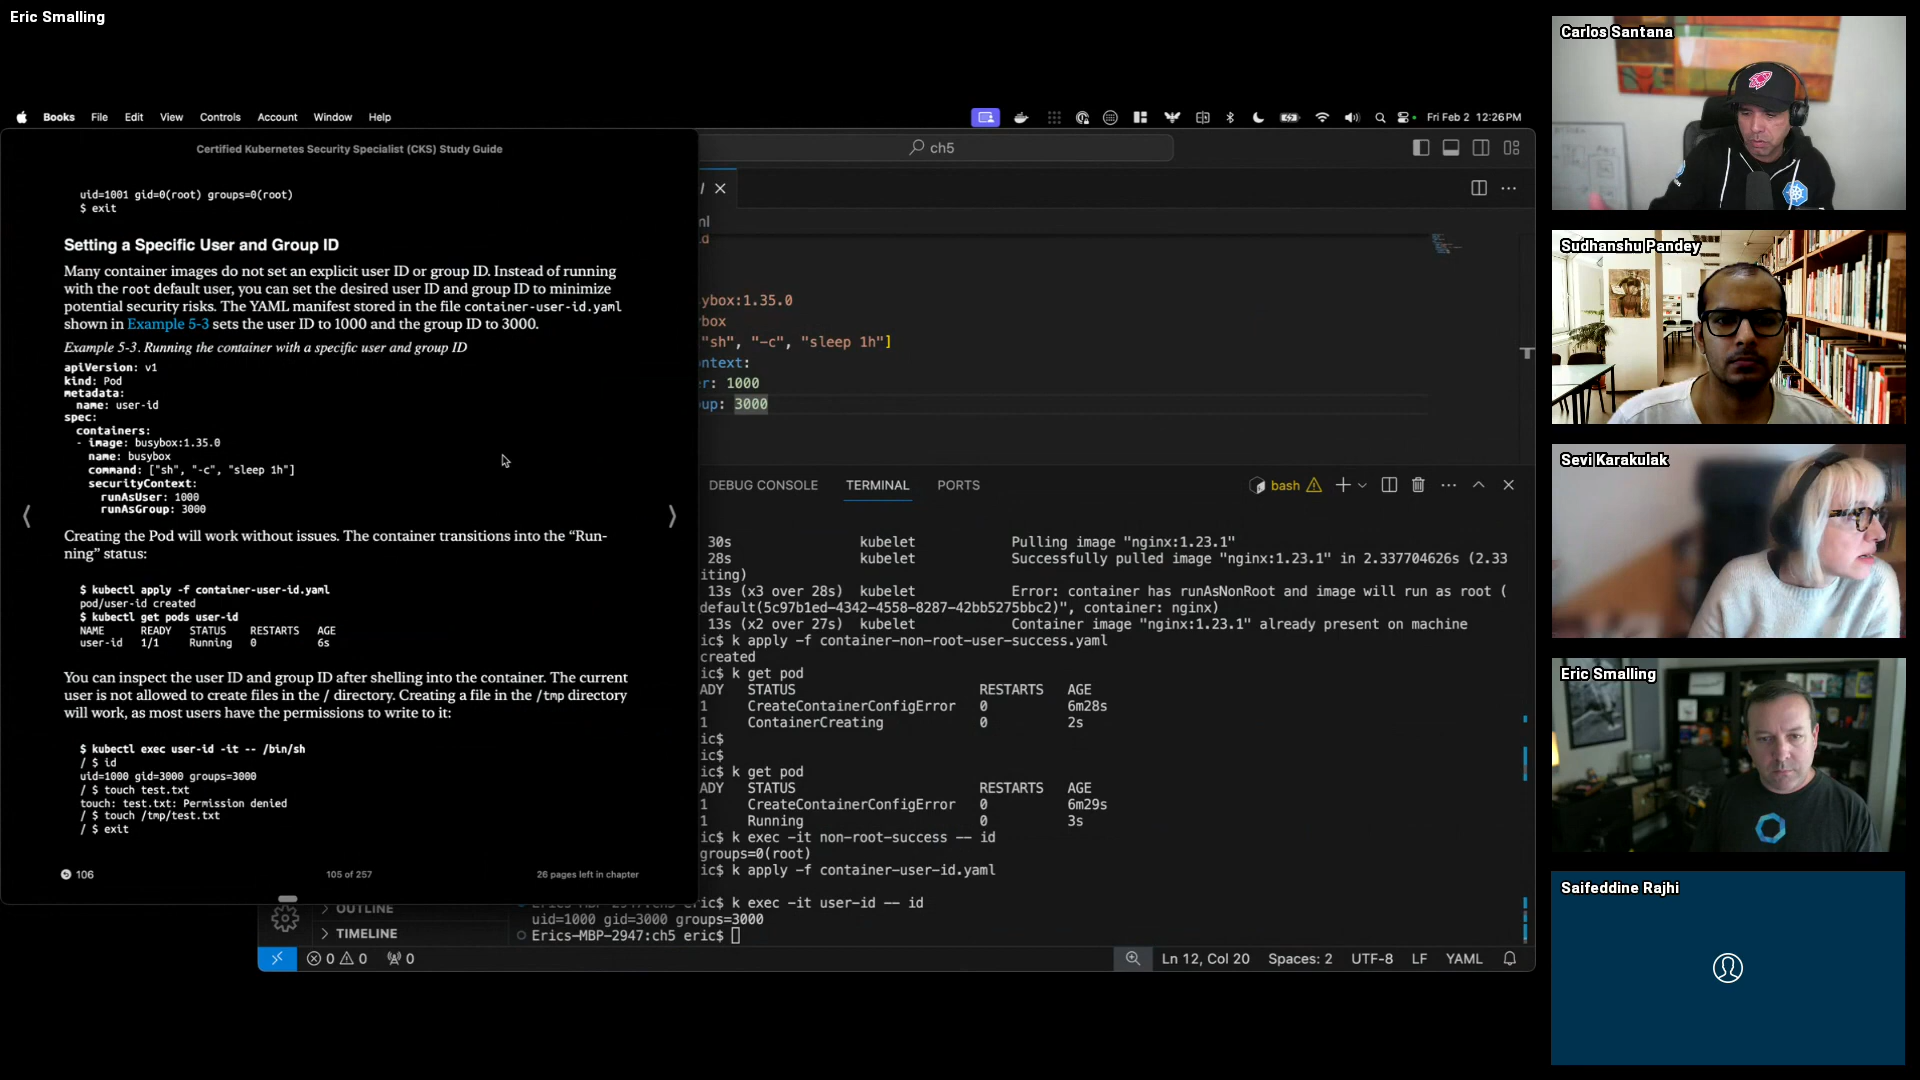 Eric Smalling
Books File Edit View Controls Account Window Help
Fri Feb 2 12:26 PM
Certified Kubernetes Security Specialist (CKS) Study Guide
uid=1001 gid=0(root) groups=0(root)
$ exit
Setting a Specific User and Group ID
Many container images do not set an explicit user ID or group ID. Instead of running
with the root default user, you can set the desired user ID and group ID to minimize
potential security risks. The YAML manifest stored in the file container-user-id.yaml
shown in Example 5-3 sets the user ID to 1000 and the group ID to 3000.
Example 5-3. Running the container with a specific user and group ID
apiVersion: v1
kind: Pod
metadata:
name: user-id
spec:
containers:
- image: busybox:1.35.0
name: busybox
command: ["sh", "-c", "sleep 1h"]
securityContext:
runAsUser: 1000
runAsGroup: 3000
Creating the Pod will work without issues. The container transitions into the “Run-
ning” status:
$ kubectl apply -f container-user-id.yaml
pod/user-id created
$ kubectl get pods user-id
NAME READY STATUS RESTARTS AGE
user-id 1/1 Running 0 6s
You can inspect the user ID and group ID after shelling into the container. The current
user is not allowed to create files in the / directory. Creating a file in the /tmp directory
will work, as most users have the permissions to write to it:
$ kubectl exec user-id -it -- /bin/sh
/ $ id
uid=1000 gid=3000 groups=3000
/ $ touch test.txt
touch: test.txt: Permission denied
/ $ touch /tmp/test.txt
/ $ exit
106
105 of 257
26 pages left in chapter
ch5
ybox:1.35.0
box
"sh", "-c", "sleep 1h"]
ntext:
r: 1000
up: 3000
DEBUG CONSOLE TERMINAL PORTS
bash
30s kubelet Pulling image "nginx:1.23.1"
28s kubelet Successfully pulled image "nginx:1.23.1" in 2.337704626s (2.33
iting)
13s (x3 over 28s) kubelet Error: container has runAsNonRoot and image will run as root (
default(5c97b1ed-4342-4558-8287-42bb5275bbc2)", container: nginx)
13s (x2 over 27s) kubelet Container image "nginx:1.23.1" already present on machine
ic$ k apply -f container-non-root-user-success.yaml
created
ic$ k get pod
ADY STATUS RESTARTS AGE
1 CreateContainerConfigError 0 6m28s
1 ContainerCreating 0 2s
ic$
ic$
ic$ k get pod
ADY STATUS RESTARTS AGE
1 CreateContainerConfigError 0 6m29s
1 Running 0 3s
ic$ k exec -it non-root-success -- id
groups=0(root)
ic$ k apply -f container-user-id.yaml
ic$ k exec -it user-id -- id
uid=1000 gid=3000 groups=3000
Erics-MBP-2947:ch5 eric$
OUTLINE
TIMELINE
0 0 0
Ln 12, Col 20 Spaces: 2 UTF-8 LF YAML
Carlos Santana
Sudhanshu Pandey
Sevi Karakulak
Eric Smalling
Saifeddine Rajhi